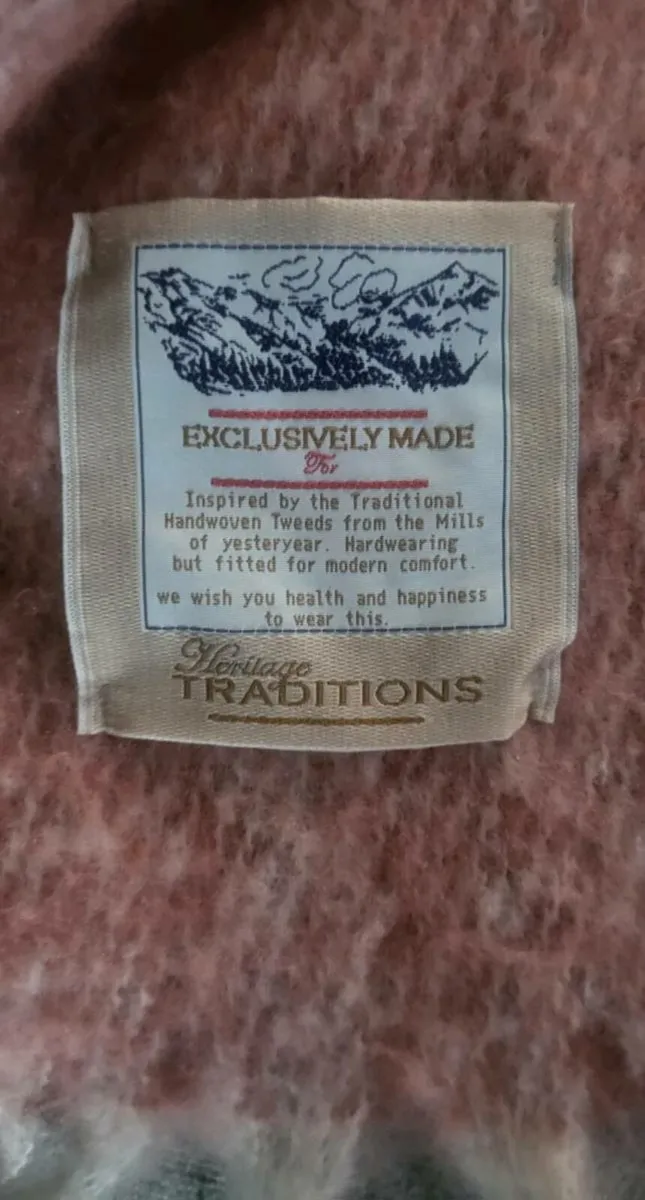 EXCLUSIVELY MADE
For
Inspired by the Traditional
Handwoven Tweeds from the Mills
of yesteryear. Hardwearing
but fitted for modern comfort.
we wish you health and happiness
to wear this.
Heritage
TRADITIONS